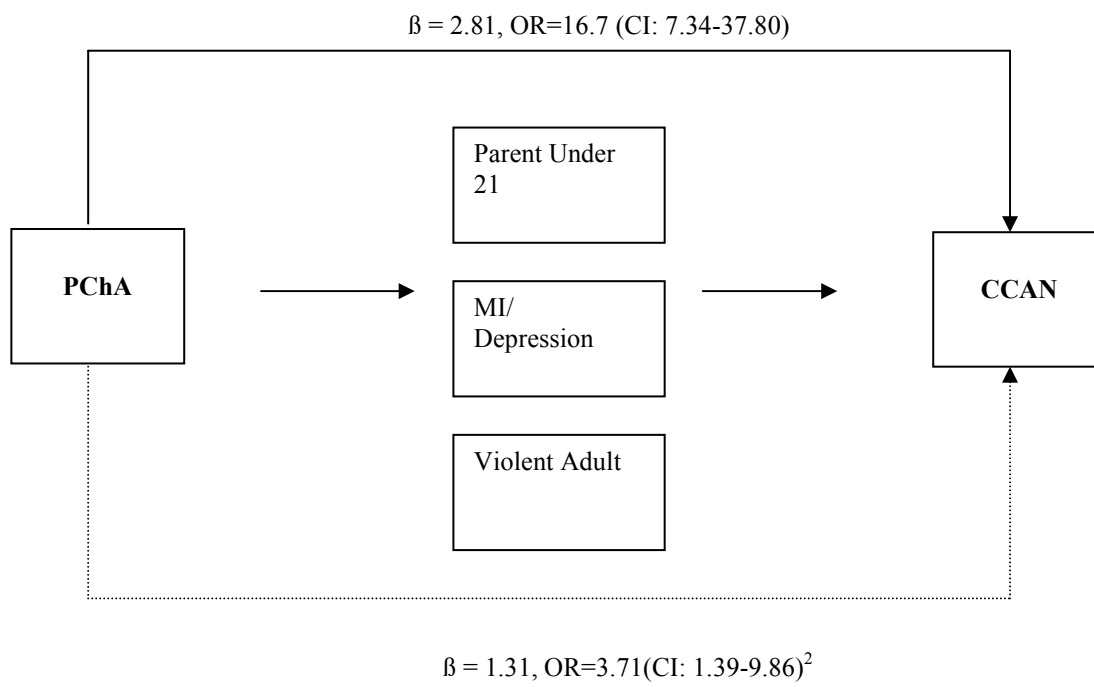 ß = 2.81, OR=16.7 (CI: 7.34-37.80)
Parent Under
21
PChA
MI/
Depression
CCAN
Violent Adult
ß = 1.31, OR=3.71(CI: 1.39-9.86)2